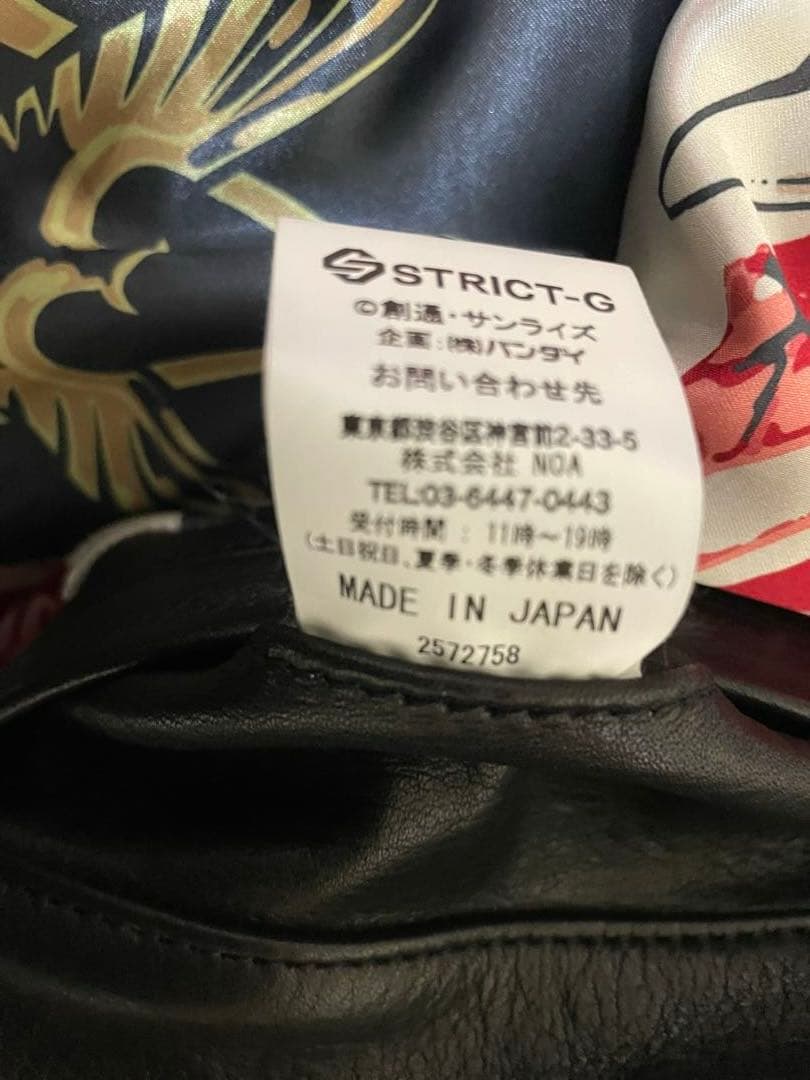 STRICT-G
©創通・サンライズ
企画:(株)バンダイ
お問い合わせ先
東京都渋谷区神宮前2-33-5
株式会社 NOA
TEL:03-6447-0443
受付時間 : 11時～19時
(土日祝日、夏季・冬季休業日を除く)
MADE IN JAPAN
2572758